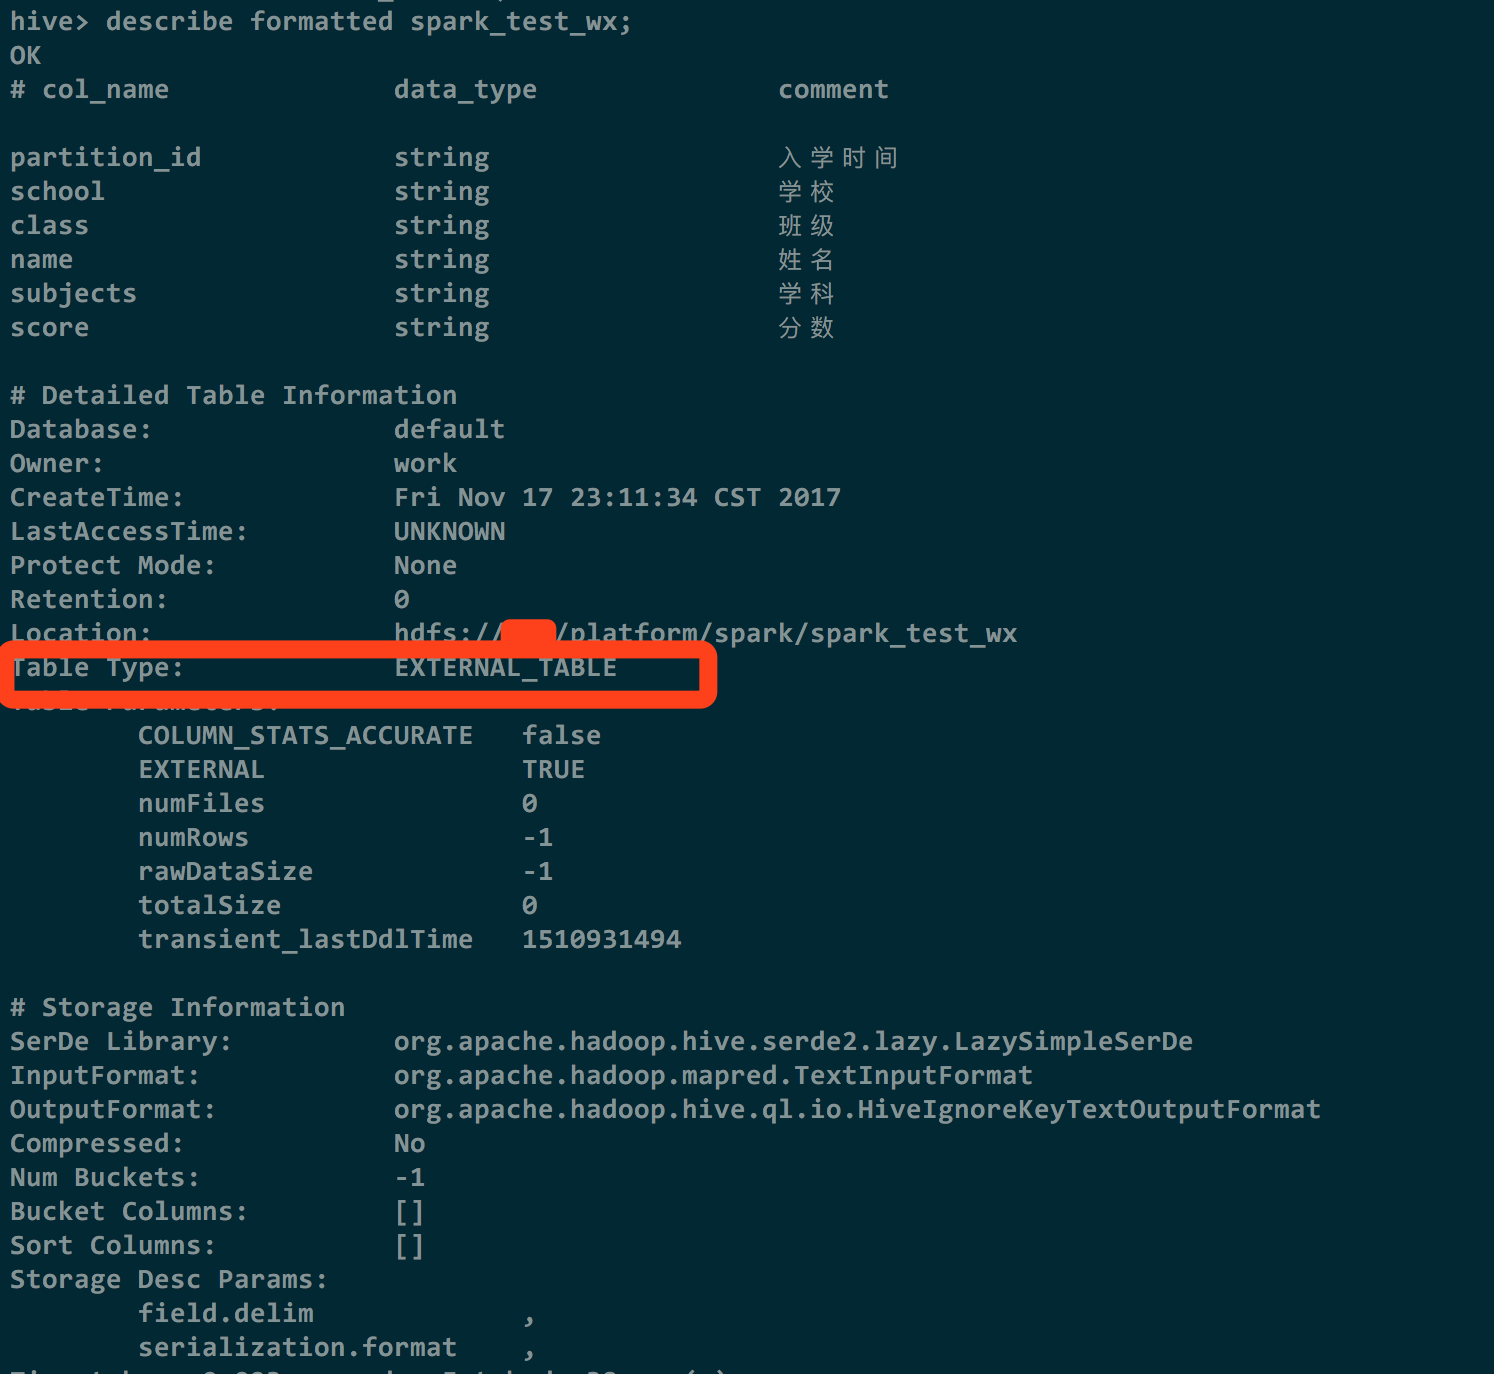 hive> describe formatted spark_test_wx;
OK
# col_name data_type comment
partition_id string 入学时间
school string 学校
class string 班级
name string 姓名
subjects string 学科
score string 分数
# Detailed Table Information
Database: default
Owner: work
CreateTime: Fri Nov 17 23:11:34 CST 2017
LastAccessTime: UNKNOWN
Protect Mode: None
Retention: 0
Location: hdfs:// /platform/spark/spark_test_wx
Table Type: EXTERNAL_TABLE
Table Parameters:
COLUMN_STATS_ACCURATE false
EXTERNAL TRUE
numFiles 0
numRows -1
rawDataSize -1
totalSize 0
transient_lastDdlTime 1510931494
# Storage Information
SerDe Library: org.apache.hadoop.hive.serde2.lazy.LazySimpleSerDe
InputFormat: org.apache.hadoop.mapred.TextInputFormat
OutputFormat: org.apache.hadoop.hive.ql.io.HiveIgnoreKeyTextOutputFormat
Compressed: No
Num Buckets: -1
Bucket Columns: []
Sort Columns: []
Storage Desc Params:
field.delim ,
serialization.format ,